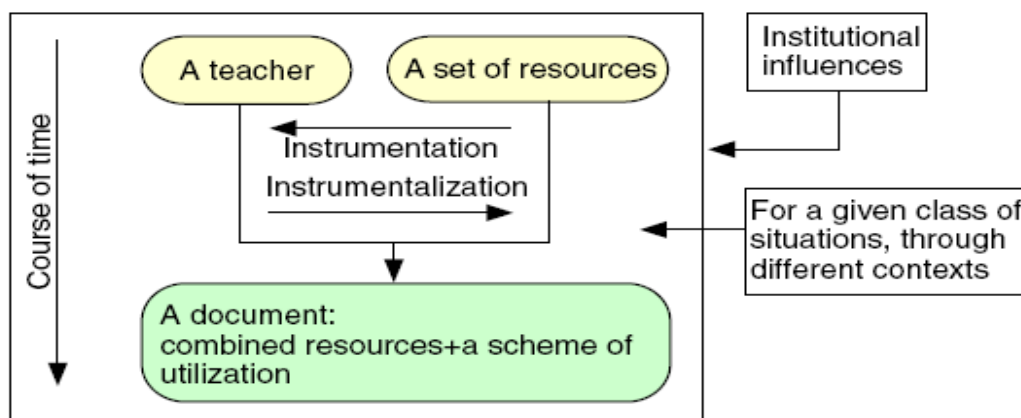 Course of time
A teacher
A set of resources
Instrumentation
Instrumentalization
A document:
combined resources+a scheme of
utilization
Institutional
influences
For a given class of
situations, through
different contexts